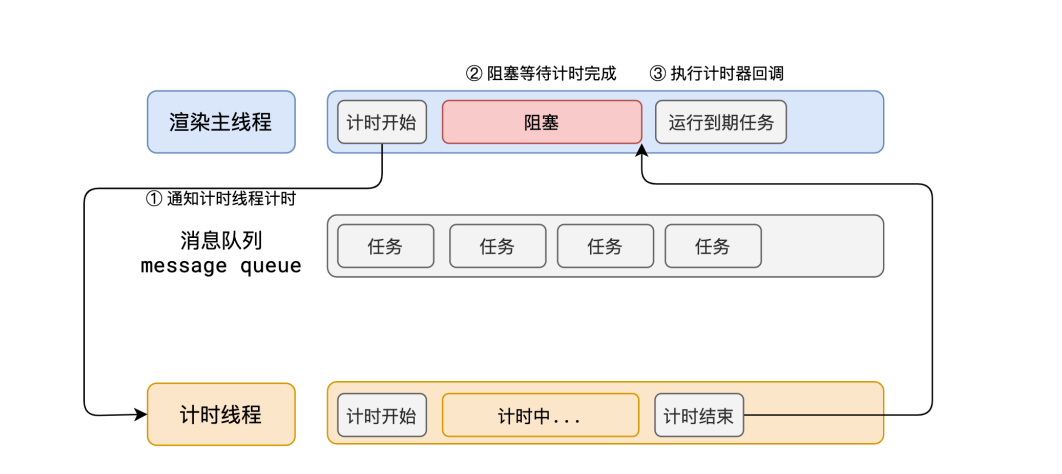 ② 阻塞等待计时完成
③ 执行计时器回调
渲染主线程
计时开始
阻塞
运行到期任务
① 通知计时线程计时
消息队列
message queue
任务
任务
任务
任务
计时线程
计时开始
计时中...
计时结束